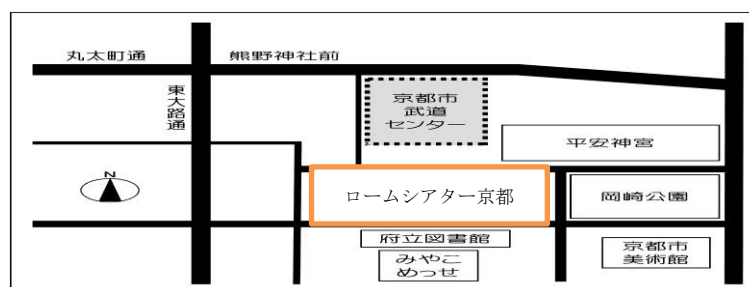 丸太町通
熊野神社前
東大路通
京都市
武道
センター
平安神宮
N
ロームシアター京都
岡崎公園
府立図書館
みやこ
めっせ
京都市
美術館